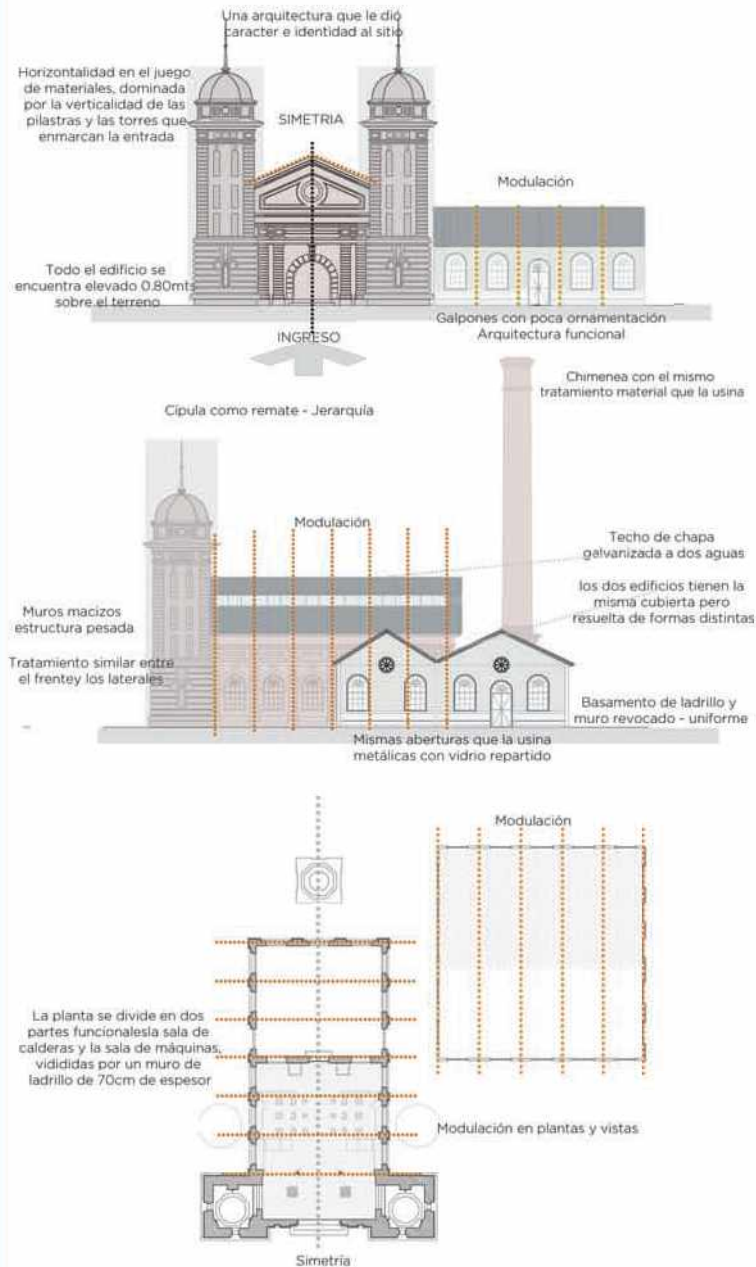 Una arquitectura que le dió
caracter e identidad al sitio
Horizontalidad en el juego
de materiales, dominada
por la verticalidad de las
pilastras y las torres que
enmarcan la entrada
SIMETRIA
Modulación
Todo el edificio se
encuentra elevado 0.80mts
sobre el terreno
Galpones con poca ornamentación
Arquitectura funcional
INGRESO
Chimenea con el mismo
tratamiento material que la usina
Cípula como remate - Jerarquía
Modulación
Techo de chapa
galvanizada a dos aguas
Muros macizos
estructura pesada
los dos edificios tienen la
misma cubierta pero
resuelta de formas distintas
Tratamiento similar entre
el frentey los laterales
Basamento de ladrillo y
muro revocado - uniforme
Mismas aberturas que la usina
metálicas con vidrio repartido
Modulación
La planta se divide en dos
partes funcionalesla sala de
calderas y la sala de máquinas,
vidididas por un muro de
ladrillo de 70cm de espesor
Modulación en plantas y vistas
Simetría